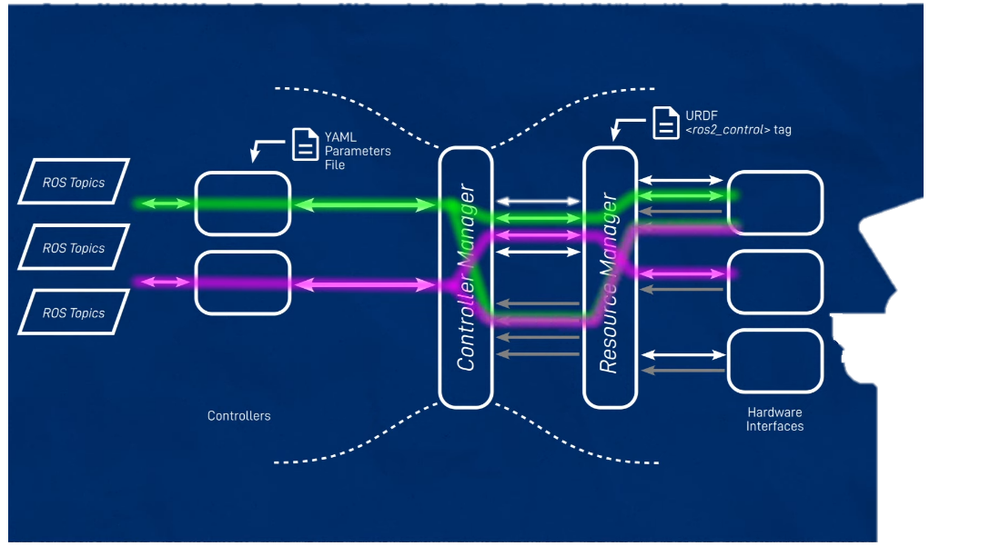 YAML
Parameters
File
URDF
<ros2_control> tag
ROS Topics
ROS Topics
ROS Topics
Controller Manager
Resource Manager
Controllers
Hardware
Interfaces